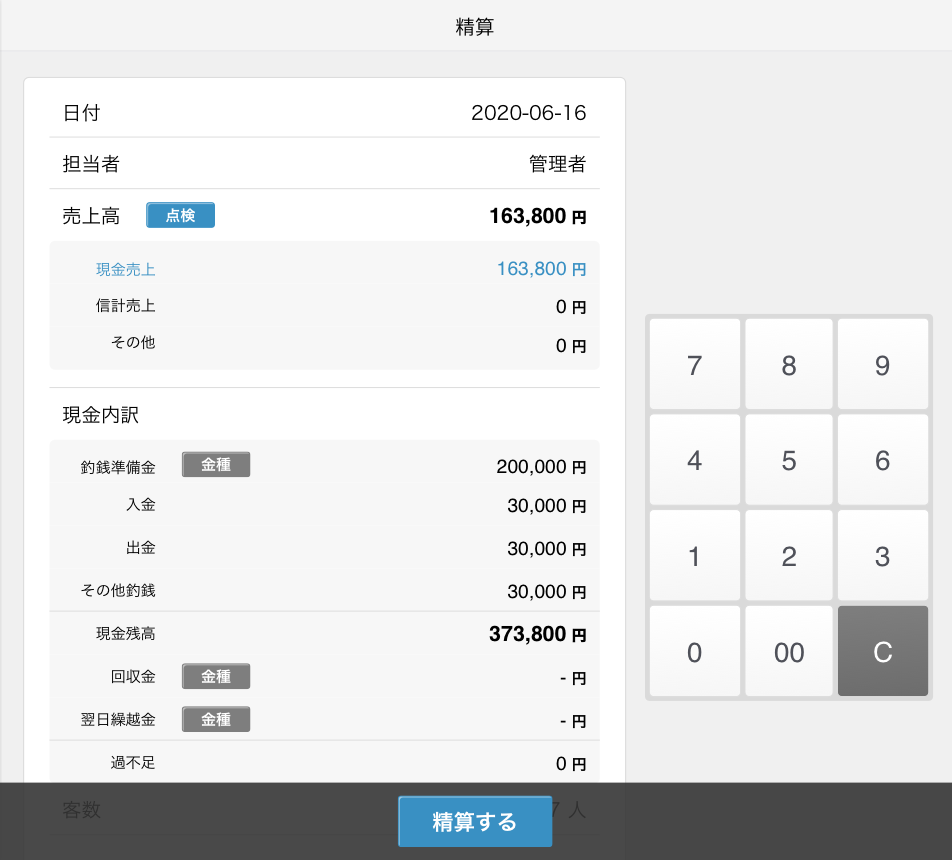 精算
日付 2020-06-16
担当者 管理者
売上高 点検 163,800 円
現金売上 163,800 円
信計売上 0 円
その他 0 円
現金内訳
釣銭準備金 金種 200,000 円
入金 30,000 円
出金 30,000 円
その他釣銭 30,000 円
現金残高 373,800 円
回収金 金種 - 円
翌日繰越金 金種 - 円
過不足 0 円
客数 7 人
精算する
7 8 9
4 5 6
1 2 3
0 00 C